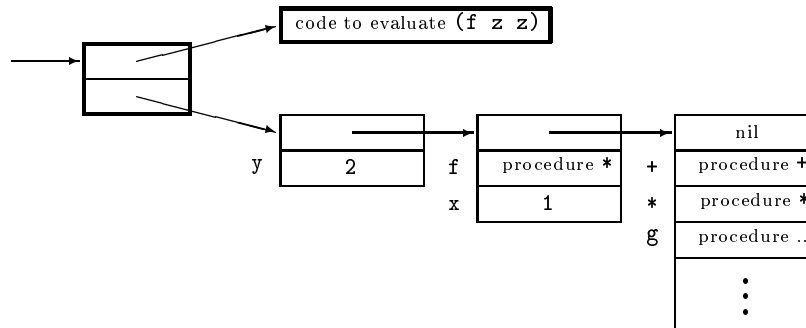 code to evaluate (f z z)
nil
y 2 f procedure * + procedure +
x 1 * procedure *
g procedure ..